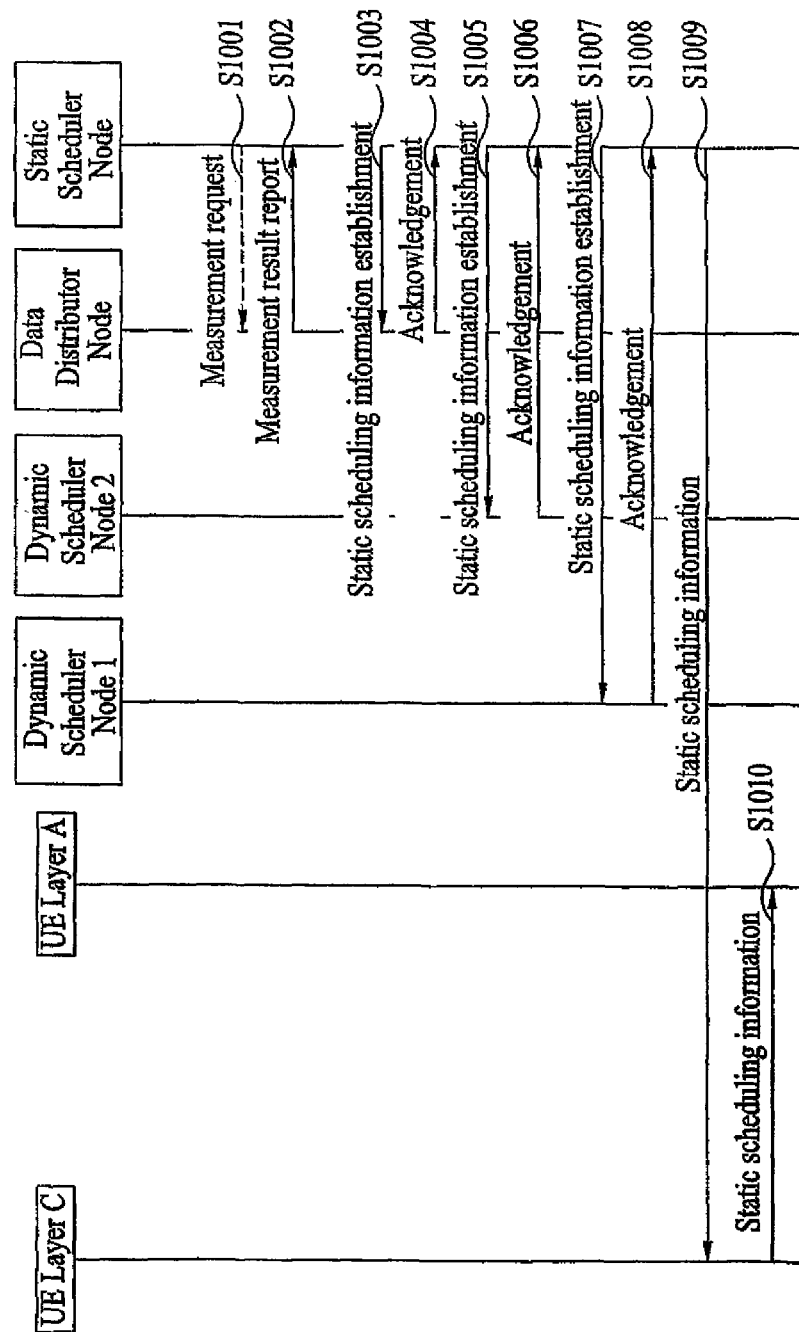 UE Layer C
UE Layer A
Dynamic
Scheduler
Node 1
Dynamic
Scheduler
Node 2
Data
Distributor
Node
Static
Scheduler
Node
Measurement request
S1001
Measurement result report
S1002
Static scheduling information establishment
S1003
Acknowledgement
S1004
Static scheduling information establishment
S1005
Acknowledgement
S1006
Static scheduling information establishment
S1007
Acknowledgement
S1008
Static scheduling information
S1009
Static scheduling information
S1010